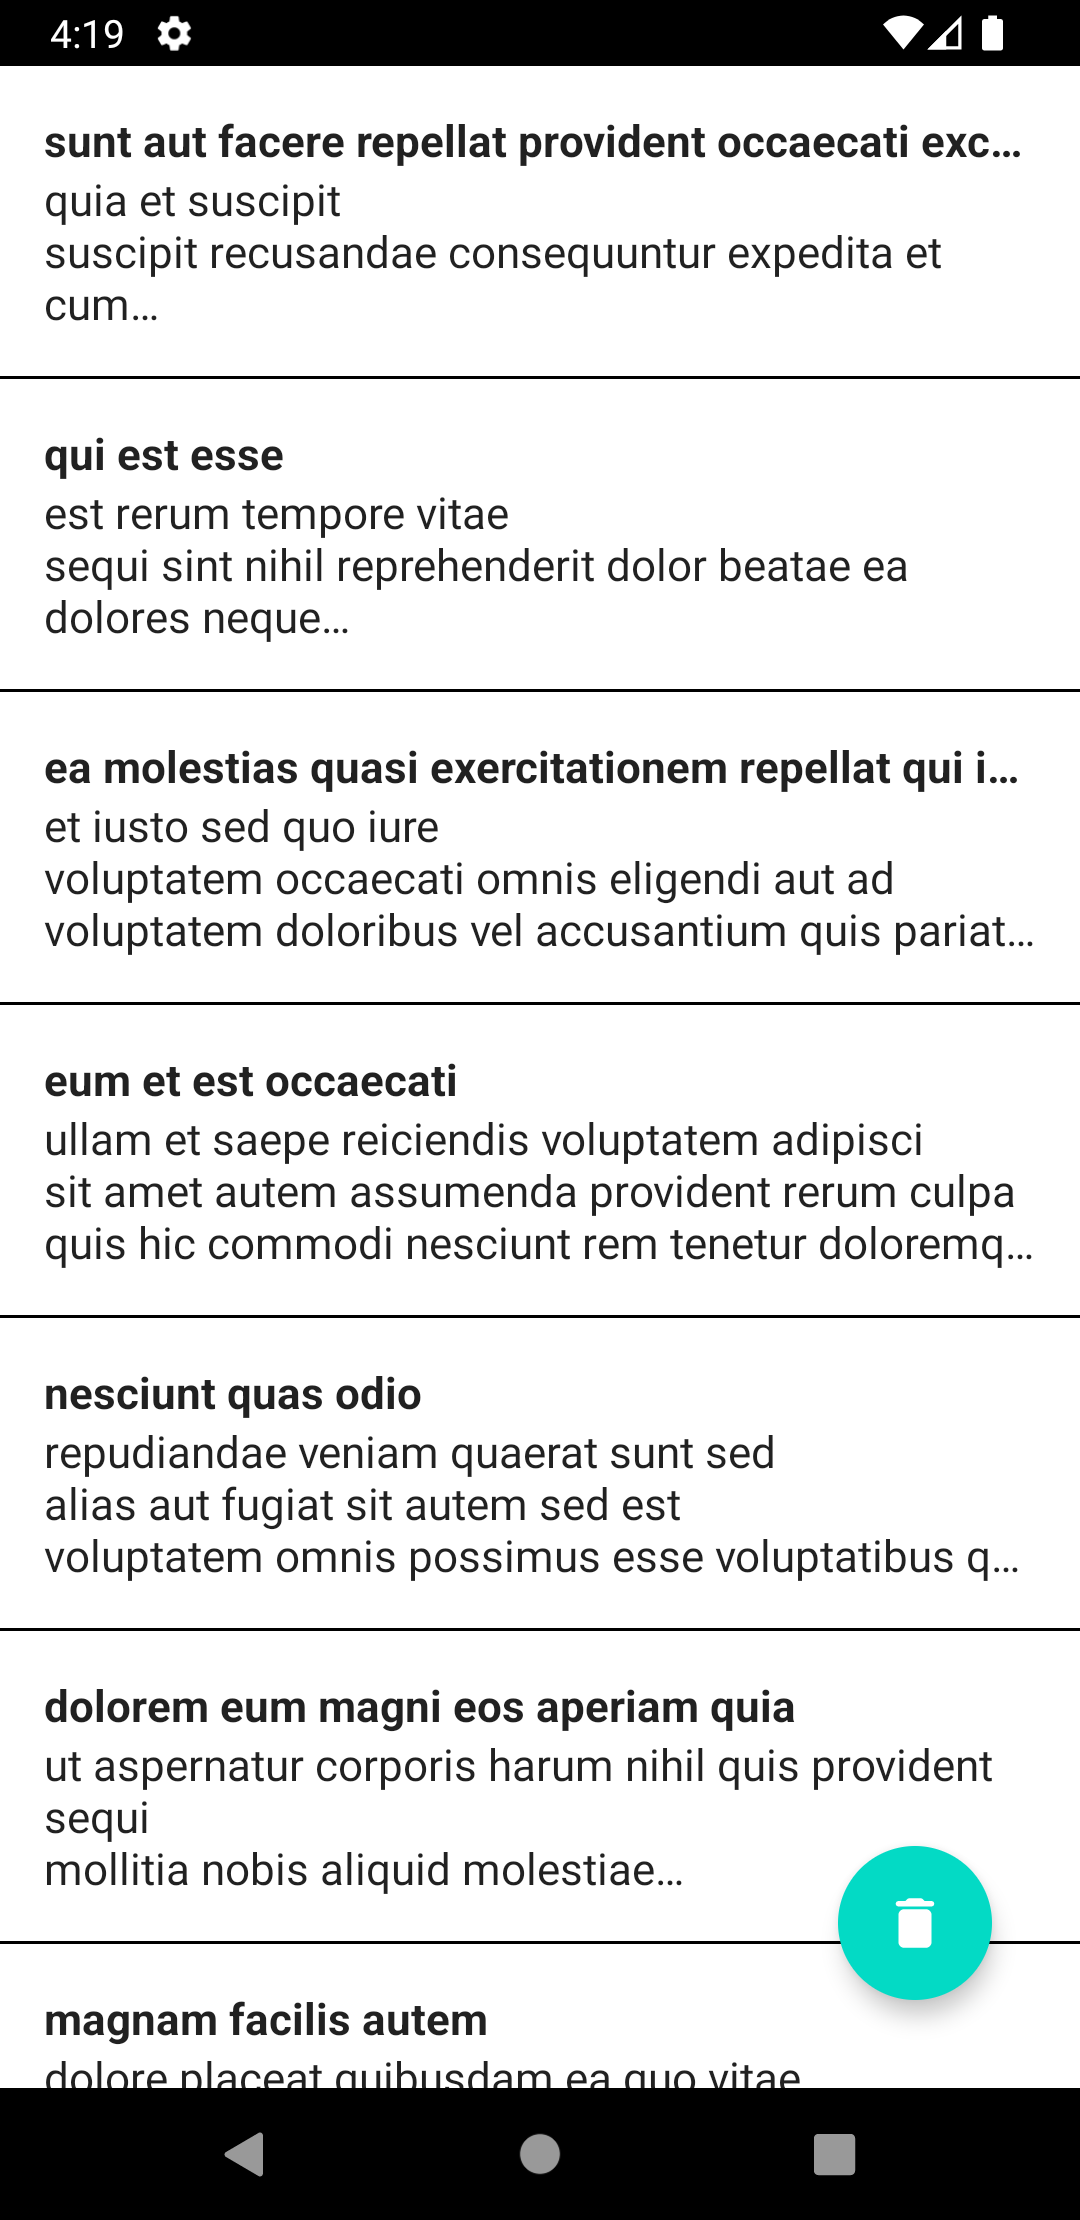 4:19
sunt aut facere repellat provident occaecati exc…
quia et suscipit
suscipit recusandae consequuntur expedita et
cum…
qui est esse
est rerum tempore vitae
sequi sint nihil reprehenderit dolor beatae ea
dolores neque…
ea molestias quasi exercitationem repellat qui i…
et iusto sed quo iure
voluptatem occaecati omnis eligendi aut ad
voluptatem doloribus vel accusantium quis pariat…
eum et est occaecati
ullam et saepe reiciendis voluptatem adipisci
sit amet autem assumenda provident rerum culpa
quis hic commodi nesciunt rem tenetur doloremq…
nesciunt quas odio
repudiandae veniam quaerat sunt sed
alias aut fugiat sit autem sed est
voluptatem omnis possimus esse voluptatibus q…
dolorem eum magni eos aperiam quia
ut aspernatur corporis harum nihil quis provident
sequi
mollitia nobis aliquid molestiae…
magnam facilis autem
dolore placeat quibusdam ea quo vitae